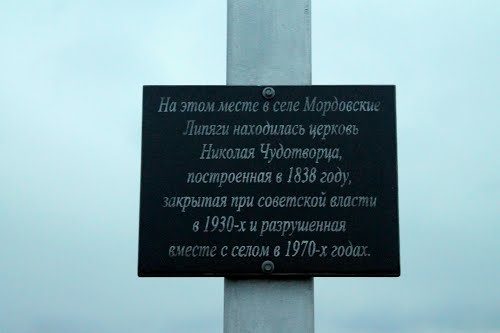 На этом месте в селе Мордовские
Липяги находилась церковь
Николая Чудотворца,
построенная в 1838 году,
закрытая при советской власти
в 1930-х и разрушенная
вместе с селом в 1970-х годах.